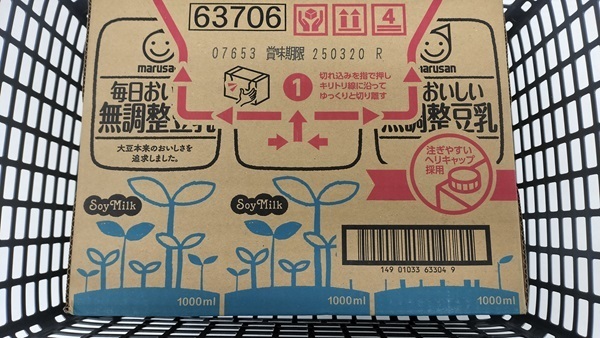 63706
4
07653 賞味期限 250320 R
marusan
marusan
毎日おいしい
無調整豆乳
おいしい
無調整豆乳
大豆本来のおいしさを
追求しました。
1
切れ込みを指で押し
キリトリ線に沿って
ゆっくりと切り離す
注ぎやすい
ヘリキャップ
採用
Soy Milk
Soy Milk
149 01033 63304 9
1000ml
1000ml
1000ml